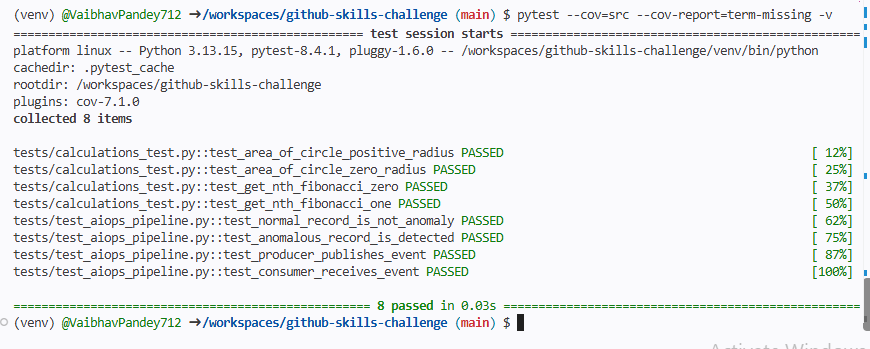 (venv) @VaibhavPandey712 ➜/workspaces/github-skills-challenge (main) $ pytest --cov=src --cov-report=term-missing -v
================================================== test session starts ==================================================
platform linux -- Python 3.13.15, pytest-8.4.1, pluggy-1.6.0 -- /workspaces/github-skills-challenge/venv/bin/python
cachedir: .pytest_cache
rootdir: /workspaces/github-skills-challenge
plugins: cov-7.1.0
collected 8 items
tests/calculations_test.py::test_area_of_circle_positive_radius PASSED [ 12%]
tests/calculations_test.py::test_area_of_circle_zero_radius PASSED [ 25%]
tests/calculations_test.py::test_get_nth_fibonacci_zero PASSED [ 37%]
tests/calculations_test.py::test_get_nth_fibonacci_one PASSED [ 50%]
tests/test_aiops_pipeline.py::test_normal_record_is_not_anomaly PASSED [ 62%]
tests/test_aiops_pipeline.py::test_anomalous_record_is_detected PASSED [ 75%]
tests/test_aiops_pipeline.py::test_producer_publishes_event PASSED [ 87%]
tests/test_aiops_pipeline.py::test_consumer_receives_event PASSED [100%]
=================================================== 8 passed in 0.03s ===================================================
(venv) @VaibhavPandey712 ➜/workspaces/github-skills-challenge (main) $
Activate Windows